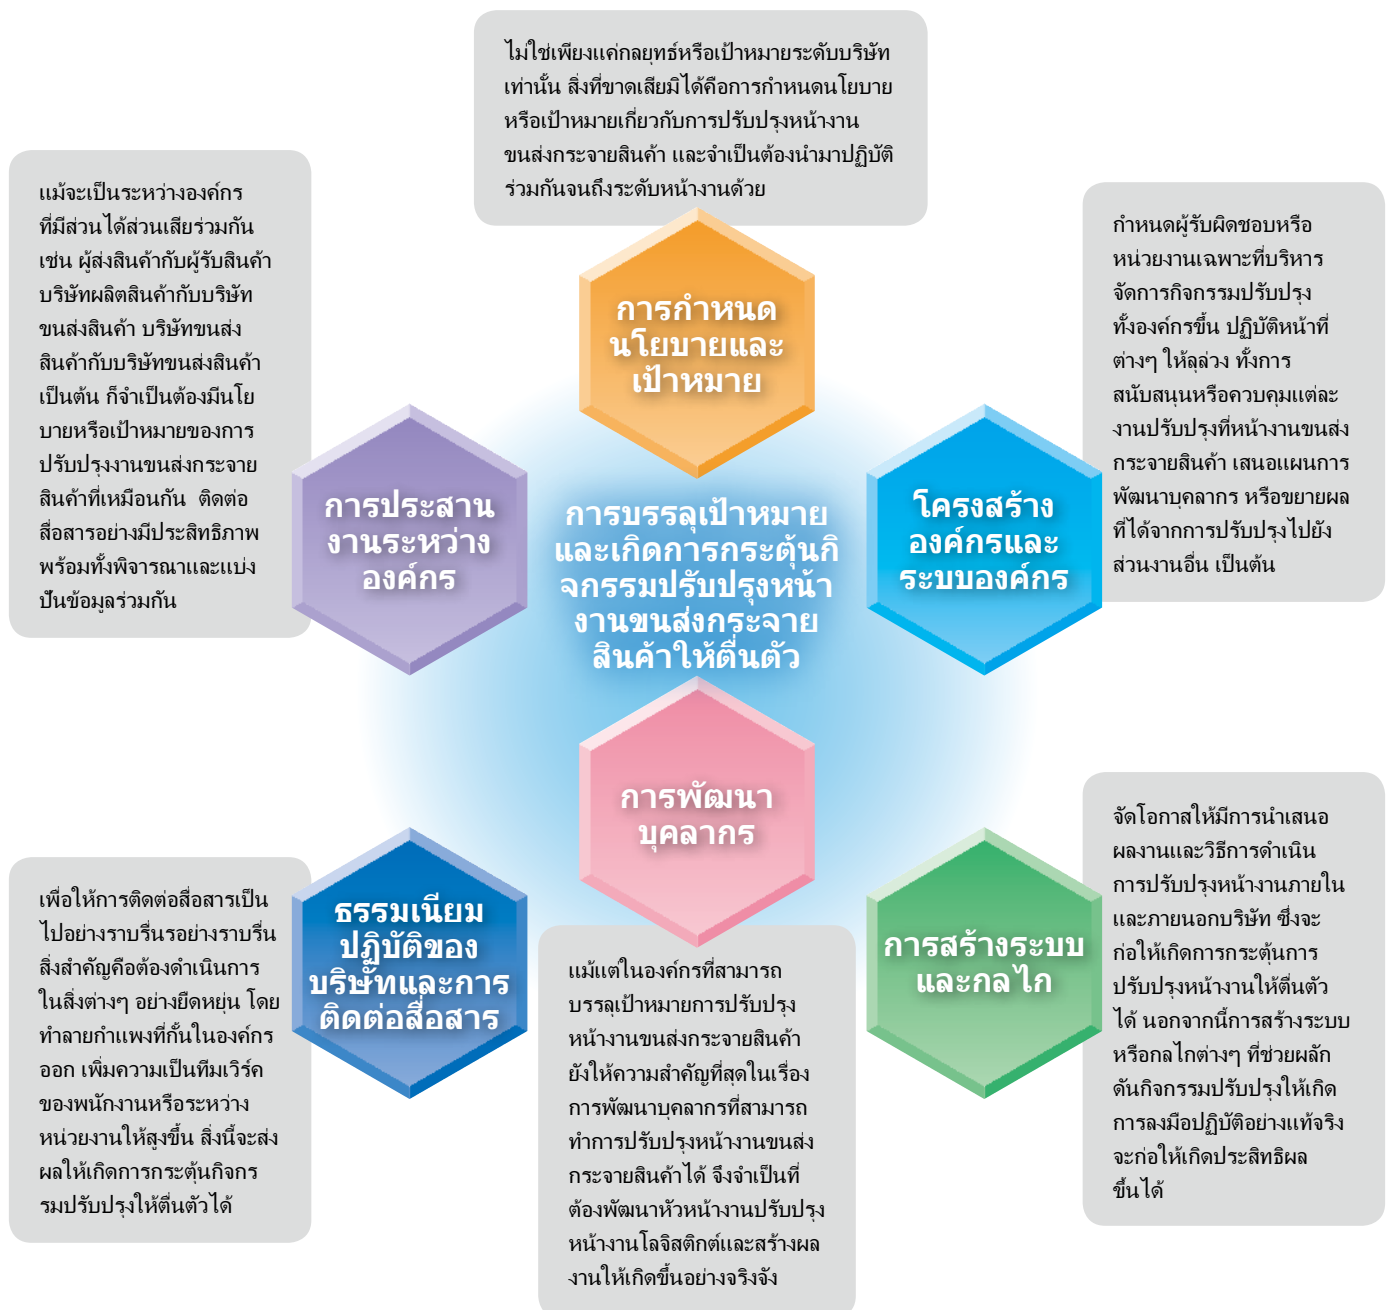 ไม่ใช่เพียงแค่กลยุทธ์หรือเป้าหมายระดับบริษัท
เท่านั้น สิ่งที่ขาดเสียมิได้คือการกำหนดนโยบาย
หรือเป้าหมายเกี่ยวกับการปรับปรุงหน้างาน
ขนส่งกระจายสินค้า และจำเป็นต้องนำมาปฏิบัติ
ร่วมกันจนถึงระดับหน้างานด้วย
แม้จะเป็นระหว่างองค์กร
ที่มีส่วนได้ส่วนเสียร่วมกัน
เช่น ผู้ส่งสินค้ากับผู้รับสินค้า
บริษัทผลิตสินค้ากับบริษัท
ขนส่งสินค้า บริษัทขนส่ง
สินค้ากับบริษัทขนส่งสินค้า
เป็นต้น ก็จำเป็นต้องมีนโย
บายหรือเป้าหมายของการ
ปรับปรุงงานขนส่งกระจาย
สินค้าที่เหมือนกัน ติดต่อ
สื่อสารอย่างมีประสิทธิภาพ
พร้อมทั้งพิจารณาและแบ่ง
ปันข้อมูลร่วมกัน
กำหนดผู้รับผิดชอบหรือ
หน่วยงานเฉพาะที่บริหาร
จัดการกิจกรรมปรับปรุง
ทั้งองค์กรขึ้น ปฏิบัติหน้าที่
ต่างๆ ให้ลุล่วง ทั้งการ
สนับสนุนหรือควบคุมแต่ละ
งานปรับปรุงที่หน้างานขนส่ง
กระจายสินค้า เสนอแผนการ
พัฒนาบุคลากร หรือขยายผล
ที่ได้จากการปรับปรุงไปยัง
ส่วนงานอื่น เป็นต้น
การกำหนด
นโยบายและ
เป้าหมาย
การประสาน
งานระหว่าง
องค์กร
การบรรลุเป้าหมาย
และเกิดการกระตุ้นกิ
จกรรมปรับปรุงหน้า
งานขนส่งกระจาย
สินค้าให้ตื่นตัว
โครงสร้าง
องค์กรและ
ระบบองค์กร
การพัฒนา
บุคลากร
ธรรมเนียม
ปฏิบัติของ
บริษัทและการ
ติดต่อสื่อสาร
การสร้างระบบ
และกลไก
เพื่อให้การติดต่อสื่อสารเป็น
ไปอย่างราบรื่นรอย่างราบรื่น
สิ่งสำคัญคือต้องดำเนินการ
ในสิ่งต่างๆ อย่างยืดหยุ่น โดย
ทำลายกำแพงที่กั้นในองค์กร
ออก เพิ่มความเป็นทีมเวิร์ค
ของพนักงานหรือระหว่าง
หน่วยงานให้สูงขึ้น สิ่งนี้จะส่ง
ผลให้เกิดการกระตุ้นกิจกร
รมปรับปรุงให้ตื่นตัวได้
แม้แต่ในองค์กรที่สามารถ
บรรลุเป้าหมายการปรับปรุง
หน้างานขนส่งกระจายสินค้า
ยังให้ความสำคัญที่สุดในเรื่อง
การพัฒนาบุคลากรที่สามารถ
ทำการปรับปรุงหน้างานขนส่ง
กระจายสินค้าได้ จึงจำเป็นที่
ต้องพัฒนาหัวหน้างานปรับปรุง
หน้างานโลจิสติกต์และสร้างผล
งานให้เกิดขึ้นอย่างจริงจัง
จัดโอกาสให้มีการนำเสนอ
ผลงานและวิธีการดำเนิน
การปรับปรุงหน้างานภายใน
และภายนอกบริษัท ซึ่งจะ
ก่อให้เกิดการกระตุ้นการ
ปรับปรุงหน้างานให้ตื่นตัว
ได้ นอกจากนี้การสร้างระบบ
หรือกลไกต่างๆ ที่ช่วยผลัก
ดันกิจกรรมปรับปรุงให้เกิด
การลงมือปฏิบัติอย่างแท้จริง
จะก่อให้เกิดประสิทธิผล
ขึ้นได้